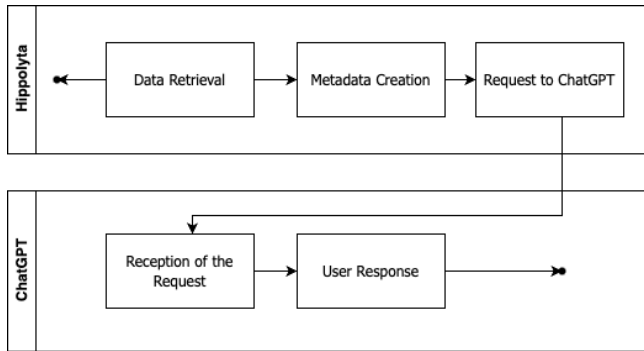 Hippolyta
Data Retrieval
Metadata Creation
Request to ChatGPT
ChatGPT
Reception of the
Request
User Response